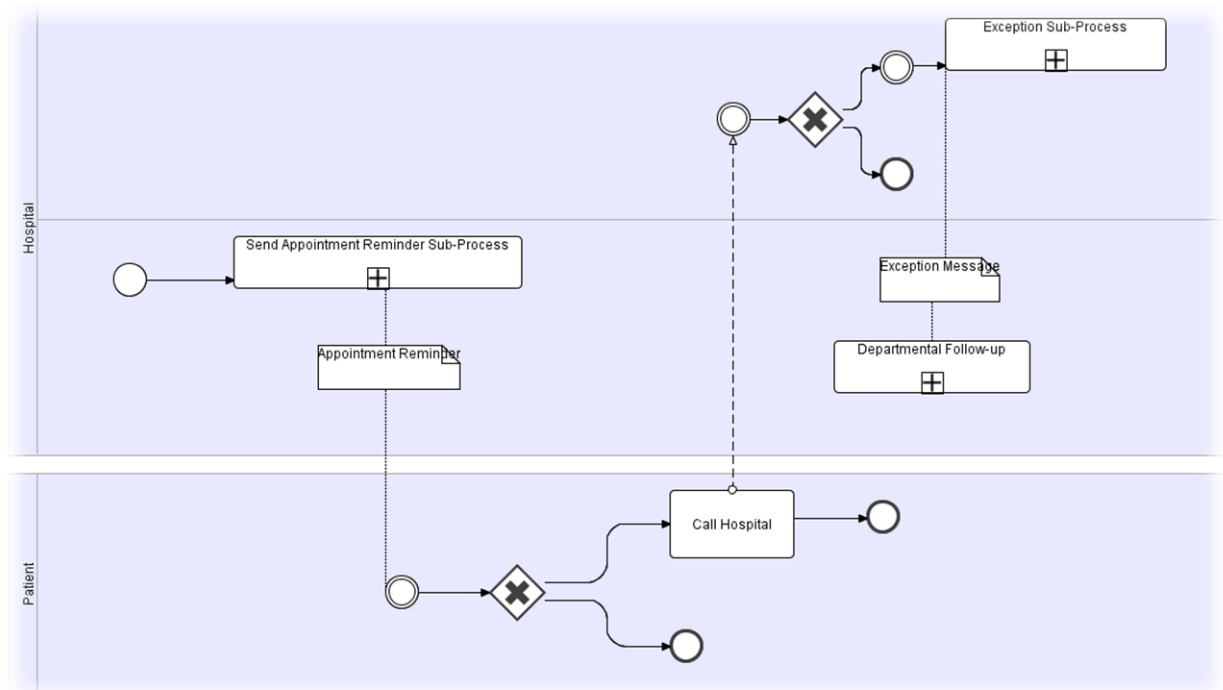 Exception Sub-Process
Hospital
Send Appointment Reminder Sub-Process
Exception Message
Appointment Reminder
Departmental Follow-up
Call Hospital
Patient